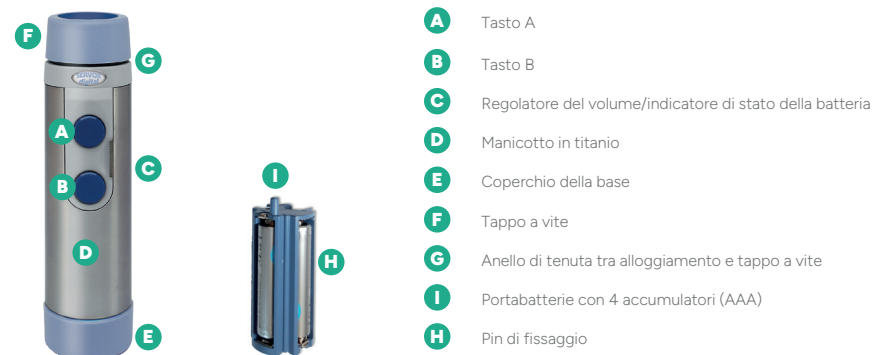 F
G
A
B
C
D
E
I
H
A Tasto A
B Tasto B
C Regolatore del volume/indicatore di stato della batteria
D Manicotto in titanio
E Coperchio della base
F Tappo a vite
G Anello di tenuta tra alloggiamento e tappo a vite
I Portabatterie con 4 accumulatori (AAA)
H Pin di fissaggio